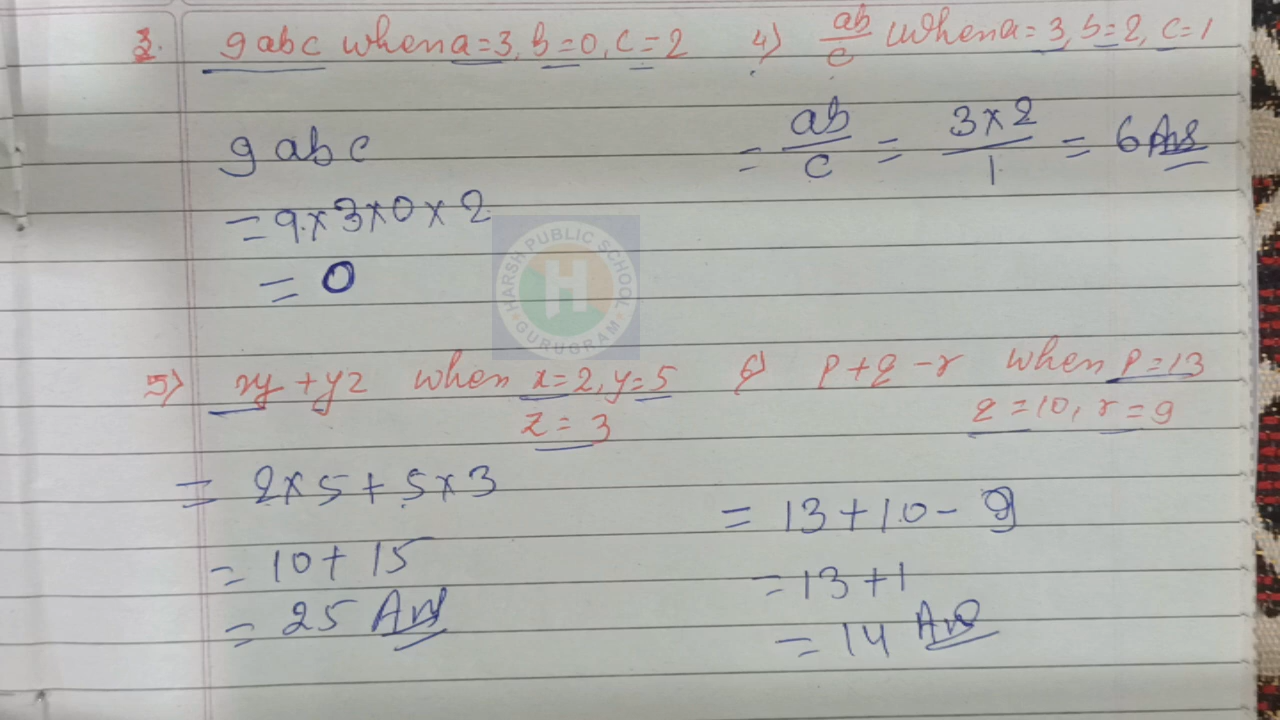 3. 9abc when a=3, b=0, c=2
9abc
=9×3×0×2
= 0
4) ab/c when a=3, b=2, c=1
= ab/c = 3×2/1 = 6 Ans
HARSH PUBLIC SCHOOL
H
GURUGRAM
5) xy+yz when x=2, y=5
z=3
= 2×5+5×3
= 10+15
= 25 Ans
6) p+q-r when p=13
q=10, r=9
= 13+10-9
=13+1
=14 Ans